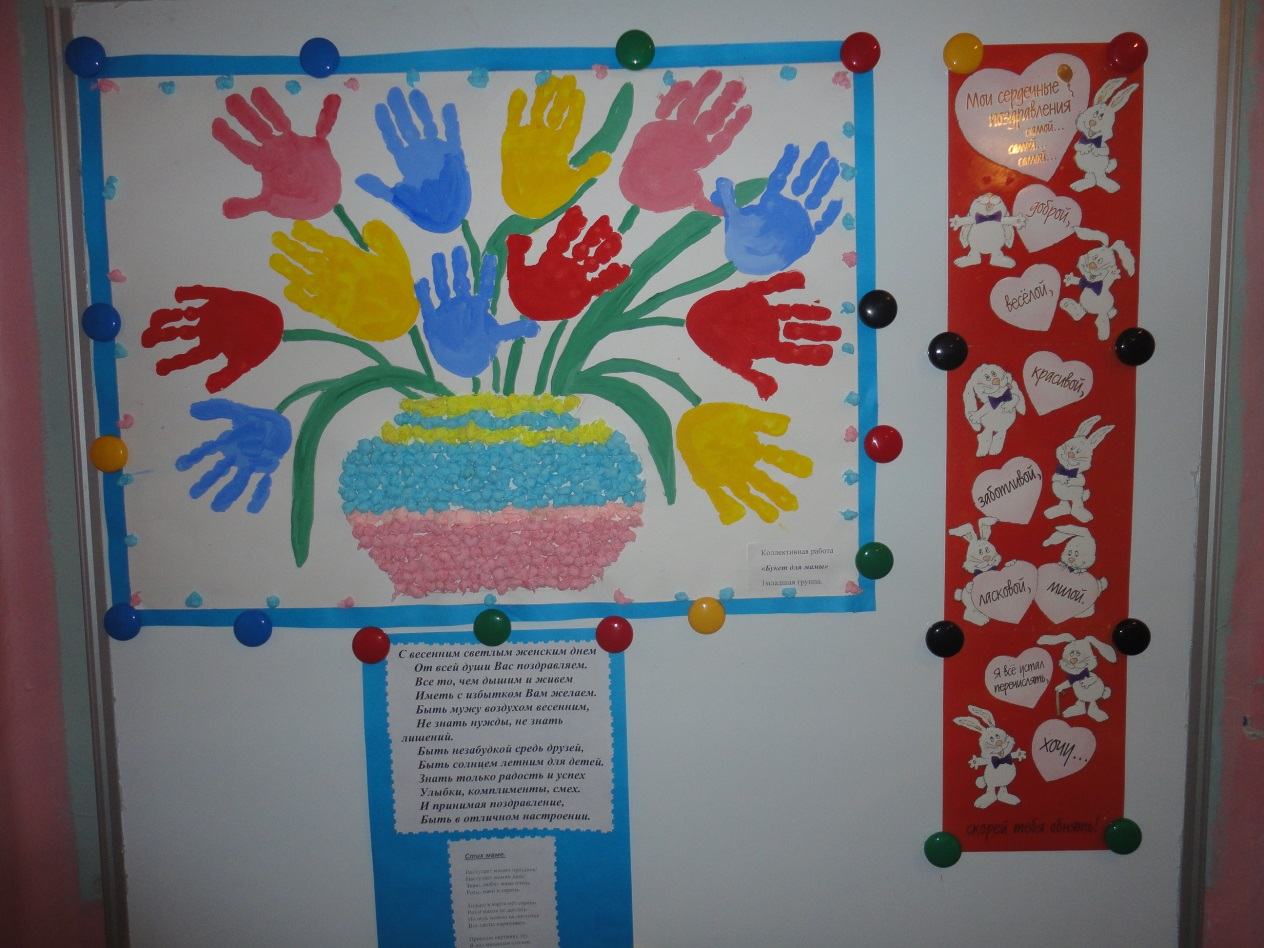 Коллективная работа
«Букет для мамы»
1младшая группа.
С весенним светлым женским днем
От всей души Вас поздравляем.
Все то, чем дышим и живем
Иметь с избытком Вам желаем.
Быть мужу воздухом весенним,
Не знать нужды, не знать
лишений.
Быть незабудкой средь друзей,
Быть солнцем летним для детей.
Знать только радость и успех
Улыбки, комплименты, смех.
И принимая поздравление,
Быть в отличном настроении.
Стих маме.
Мои сердечные
поздравления
самой...
самой...
самой...
доброй,
весёлой,
красивой,
заботливой,
ласковой,
милой.
Я всё устал
перечислять,
хочу...
скорей тебя обнять!